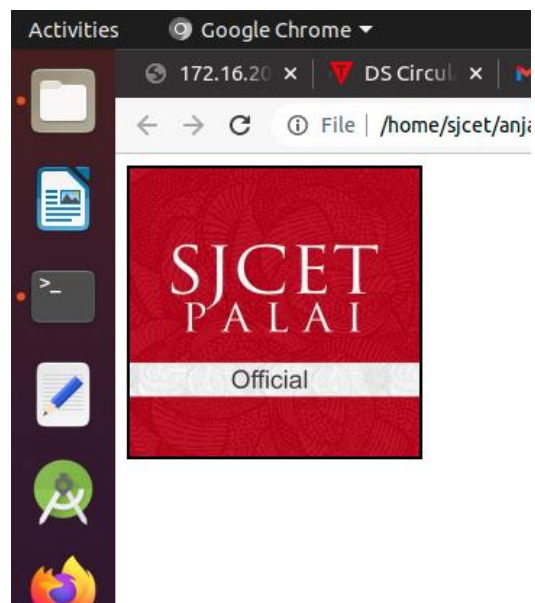 Activities
Google Chrome
172.16.20
DS Circul
File
/home/sjcet/anja
>_
SJCET
PALAI
Official